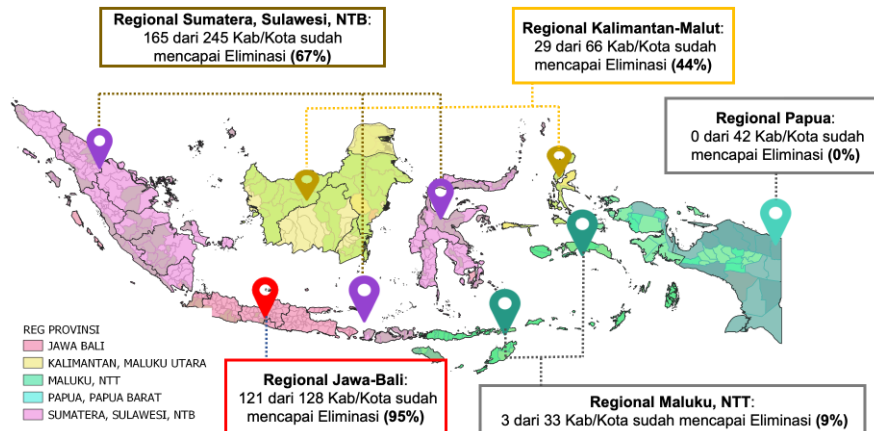 Regional Sumatera, Sulawesi, NTB:
165 dari 245 Kab/Kota sudah
mencapai Eliminasi (67%)
Regional Kalimantan-Malut:
29 dari 66 Kab/Kota sudah
mencapai Eliminasi (44%)
Regional Papua:
0 dari 42 Kab/Kota sudah
mencapai Eliminasi (0%)
REG PROVINSI
JAWA BALI
KALIMANTAN, MALUKU UTARA
MALUKU, NTT
PAPUA, PAPUA BARAT
SUMATERA, SULAWESI, NTB
Regional Jawa-Bali:
121 dari 128 Kab/Kota sudah
mencapai Eliminasi (95%)
Regional Maluku, NTT:
3 dari 33 Kab/Kota sudah mencapai Eliminasi (9%)